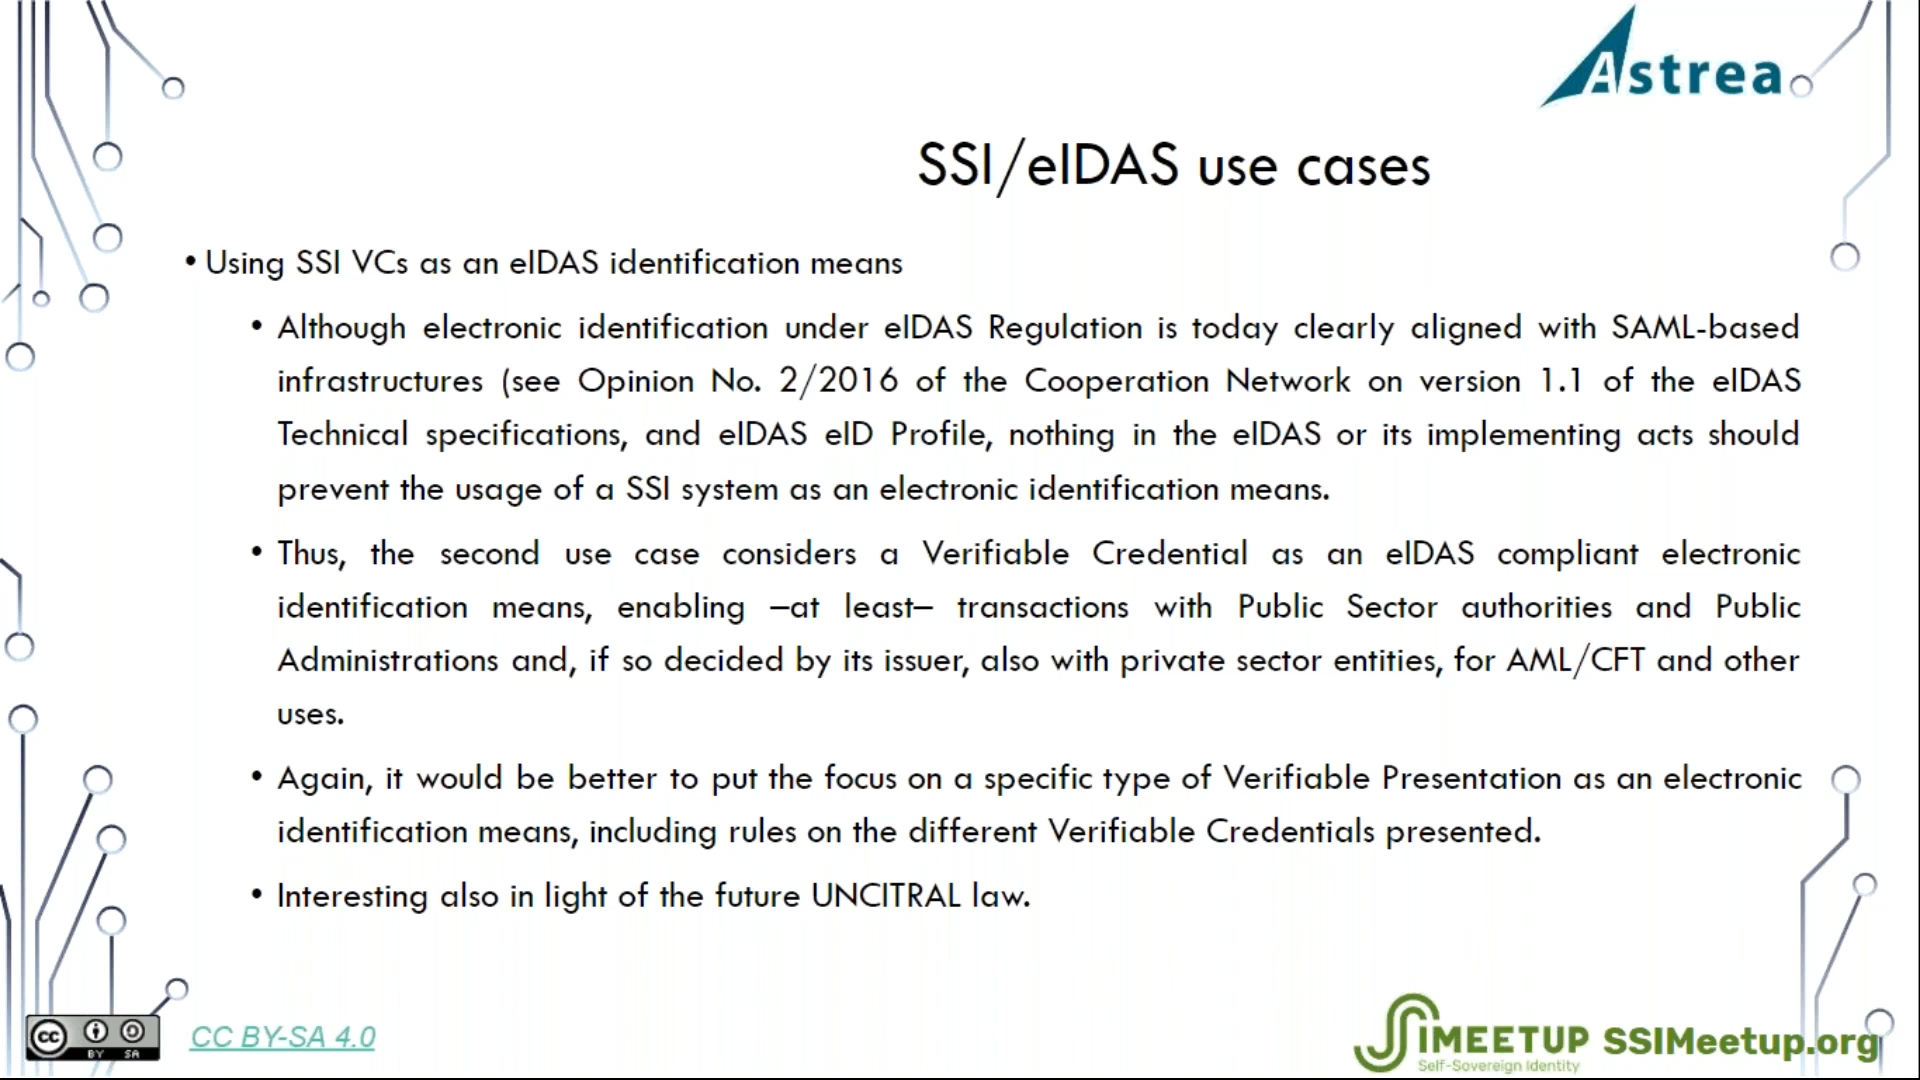 Astrea
SSI/eIDAS use cases
• Using SSI VCs as an eIDAS identification means
• Although electronic identification under eIDAS Regulation is today clearly aligned with SAML-based
infrastructures (see Opinion No. 2/2016 of the Cooperation Network on version 1.1 of the eIDAS
Technical specifications, and eIDAS eID Profile, nothing in the eIDAS or its implementing acts should
prevent the usage of a SSI system as an electronic identification means.
• Thus, the second use case considers a Verifiable Credential as an eIDAS compliant electronic
identification means, enabling –at least– transactions with Public Sector authorities and Public
Administrations and, if so decided by its issuer, also with private sector entities, for AML/CFT and other
uses.
• Again, it would be better to put the focus on a specific type of Verifiable Presentation as an electronic
identification means, including rules on the different Verifiable Credentials presented.
• Interesting also in light of the future UNCITRAL law.
cc BY SA
CC BY-SA 4.0
SSIMEETUP SSIMeetup.org
Self-Sovereign Identity